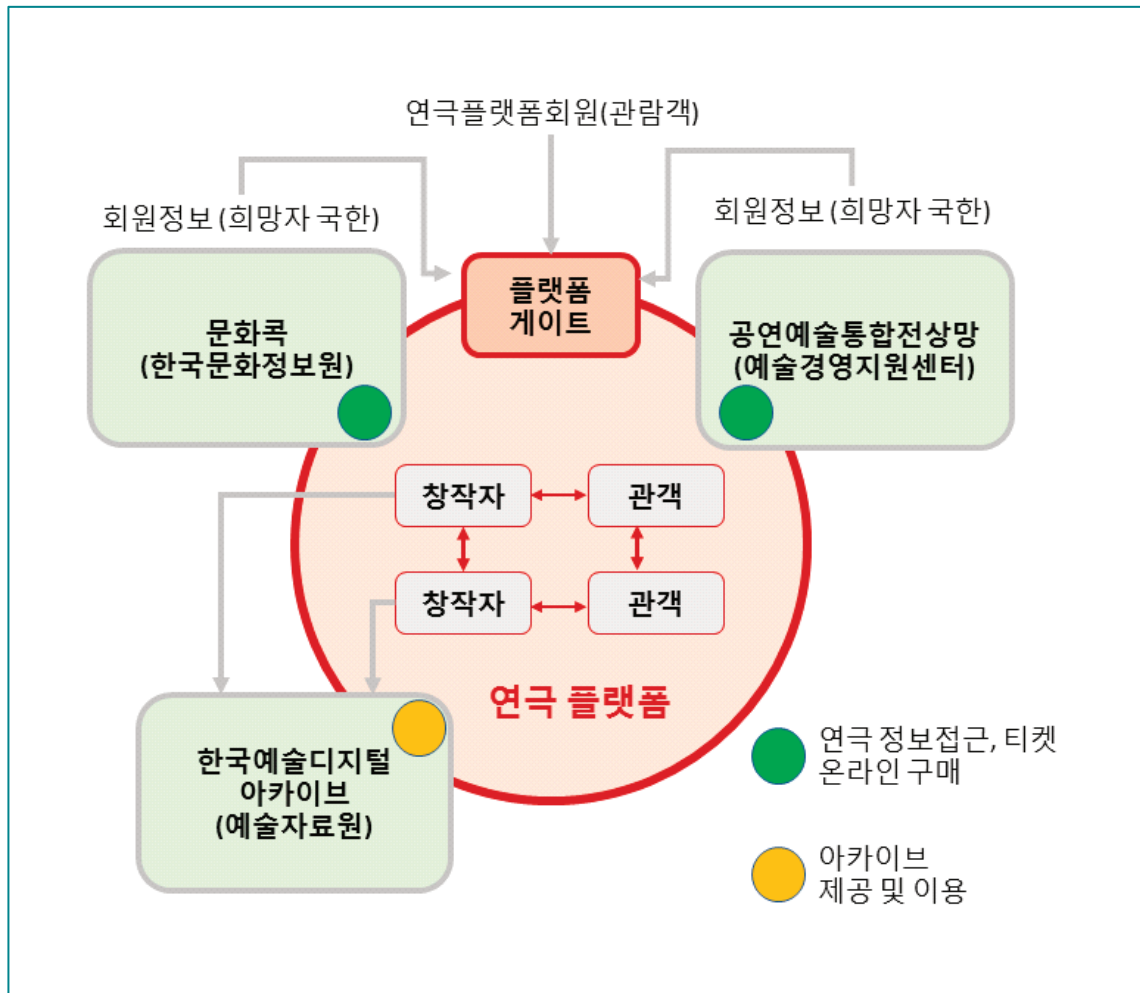 연극플랫폼회원(관람객)
회원정보 (희망자 국한)
회원정보 (희망자 국한)
플랫폼
게이트
문화콕
(한국문화정보원)
공연예술통합전상망
(예술경영지원센터)
창작자
관객
창작자
관객
연극 플랫폼
한국예술디지털
아카이브
(예술자료원)
연극 정보접근, 티켓
온라인 구매
아카이브
제공 및 이용